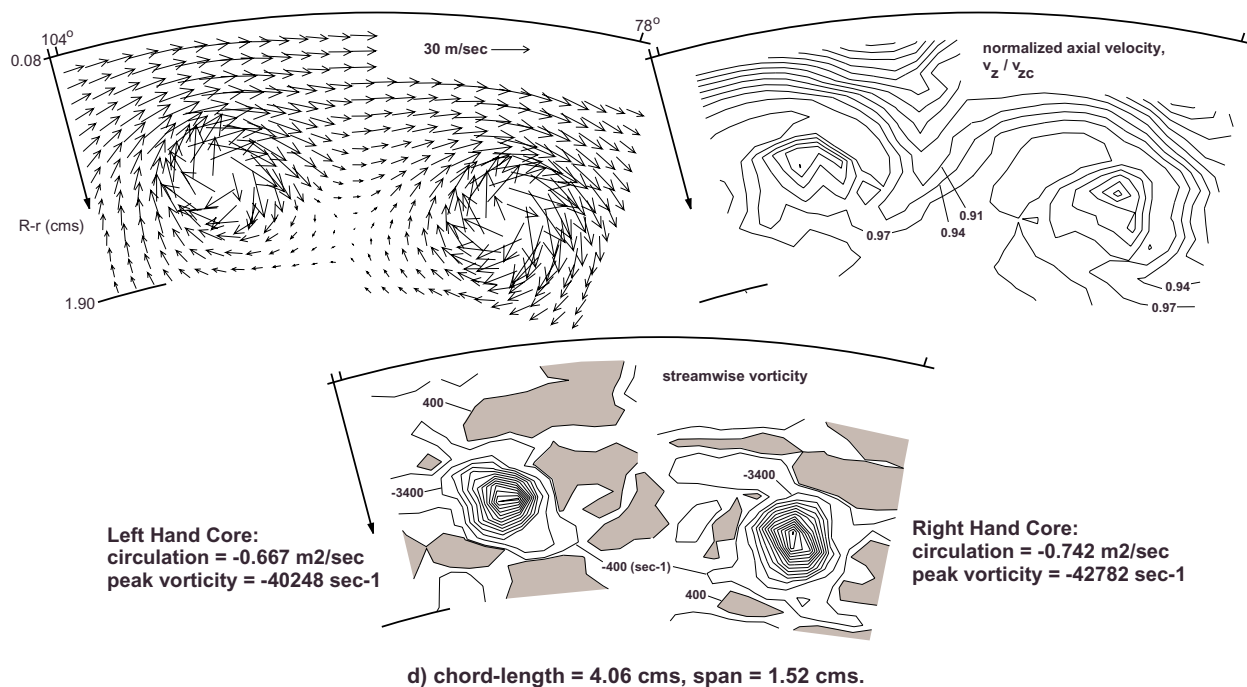 104°
0.08
30 m/sec
78°
R-r (cms)
1.90
normalized axial velocity,
v_z / v_zc
0.91
0.94
0.97
0.94
0.97
streamwise vorticity
400
-3400
-3400
-400 (sec-1)
400
Left Hand Core:
circulation = -0.667 m2/sec
peak vorticity = -40248 sec-1
Right Hand Core:
circulation = -0.742 m2/sec
peak vorticity = -42782 sec-1
d) chord-length = 4.06 cms, span = 1.52 cms.